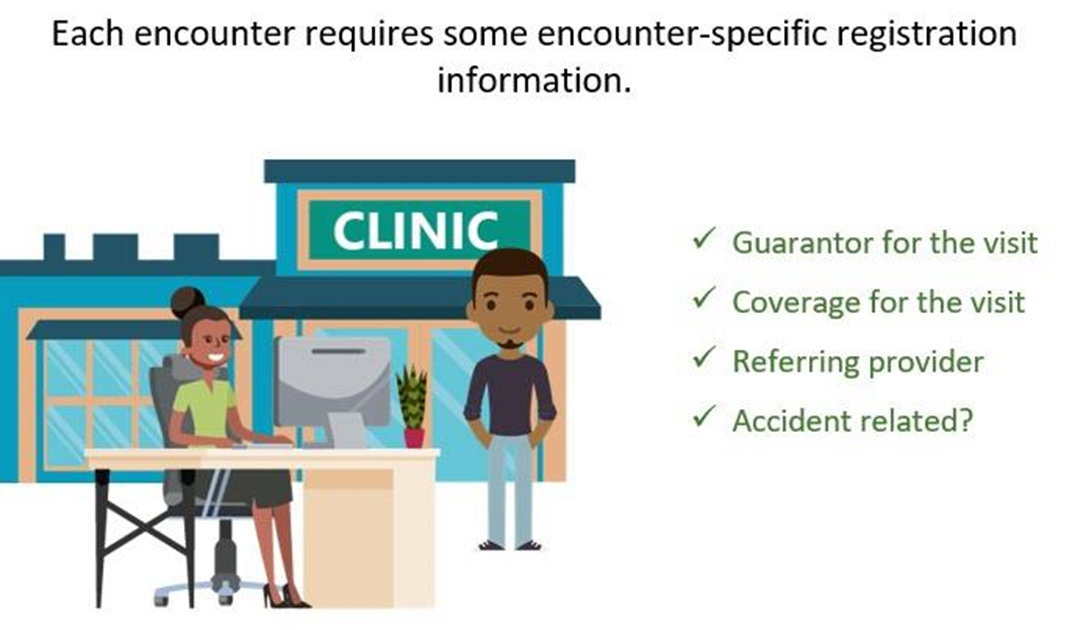 Each encounter requires some encounter-specific registration
information.
CLINIC
✓ Guarantor for the visit
✓ Coverage for the visit
✓ Referring provider
✓ Accident related?